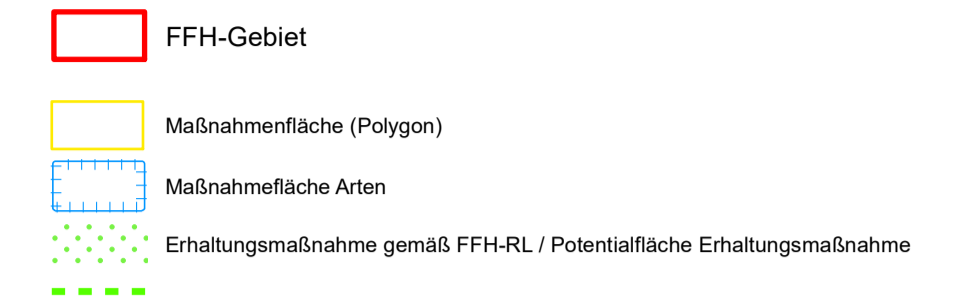 FFH-Gebiet
Maßnahmenfläche (Polygon)
Maßnahmefläche Arten
Erhaltungsmaßnahme gemäß FFH-RL / Potentialfläche Erhaltungsmaßnahme